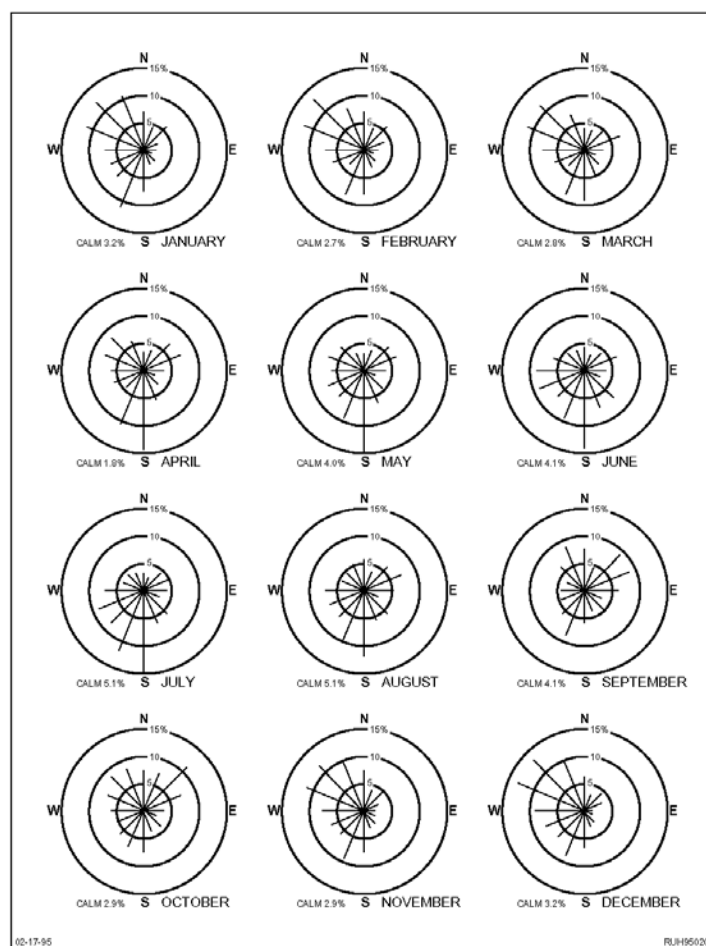 N N N
15% 15% 15%
10 10 10
5 5 5
W E W E W E
CALM 3.2% S JANUARY CALM 2.7% S FEBRUARY CALM 2.8% S MARCH
N N N
15% 15% 15%
10 10 10
5 5 5
W E W E W E
CALM 1.8% S APRIL CALM 4.0% S MAY CALM 4.1% S JUNE
N N N
15% 15% 15%
10 10 10
5 5 5
W E W E W E
CALM 5.1% S JULY CALM 5.1% S AUGUST CALM 4.1% S SEPTEMBER
N N N
15% 15% 15%
10 10 10
5 5 5
W E W E W E
CALM 2.9% S OCTOBER CALM 2.9% S NOVEMBER CALM 3.2% S DECEMBER
02-17-95